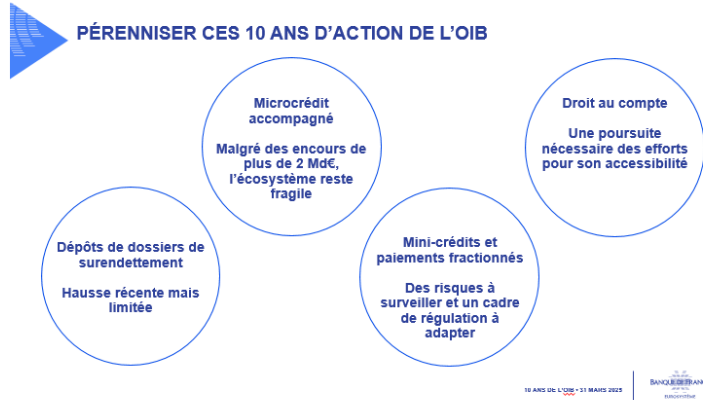 PÉRENNISER CES 10 ANS D'ACTION DE L'OIB
Microcrédit
accompagné
Malgré des encours de
plus de 2 Md€,
l'écosystème reste
fragile
Droit au compte
Une poursuite
nécessaire des efforts
pour son accessibilité
Dépôts de dossiers de
surendettement
Hausse récente mais
limitée
Mini-crédits et
paiements fractionnés
Des risques à
surveiller et un cadre
de régulation à
adapter
10 ANS DE L'OIB • 31 MARS 2025
BANQUE DE FRANC
EUROSYSTÈME